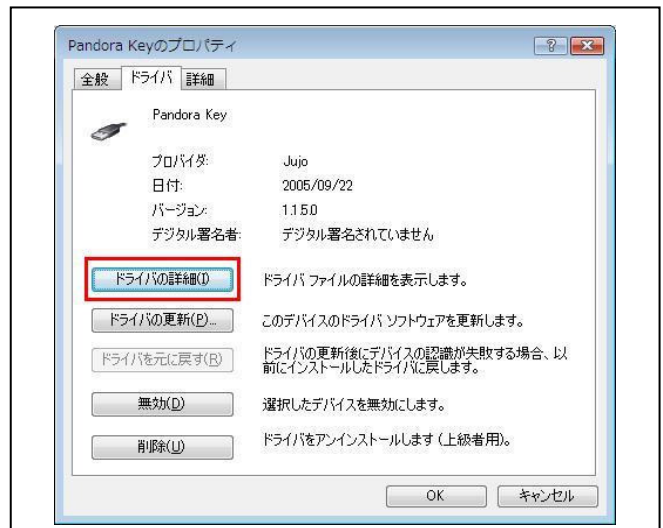 Pandora Keyのプロパティ
全般 ドライバ 詳細
Pandora Key
プロバイダ: Jujo
日付: 2005/09/22
バージョン: 1.1.5.0
デジタル署名者: デジタル署名されていません
ドライバの詳細(I) ドライバ ファイルの詳細を表示します。
ドライバの更新(P)... このデバイスのドライバ ソフトウェアを更新します。
ドライバを元に戻す(R) ドライバの更新後にデバイスの認識が失敗する場合、以
前にインストールしたドライバに戻します。
無効(D) 選択したデバイスを無効にします。
削除(U) ドライバをアンインストールします (上級者用)。
OK キャンセル